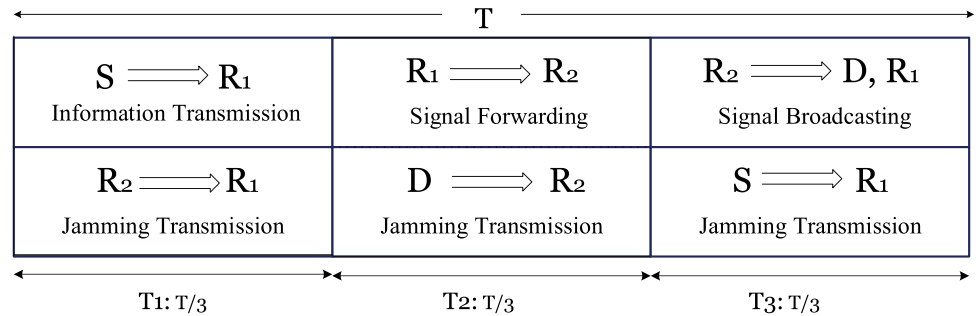 T
S R₁ R₁ R₂ R₂ D, R₁
Information Transmission Signal Forwarding Signal Broadcasting
R₂ R₁ D R₂ S R₁
Jamming Transmission Jamming Transmission Jamming Transmission
T1: T/3 T2: T/3 T3: T/3